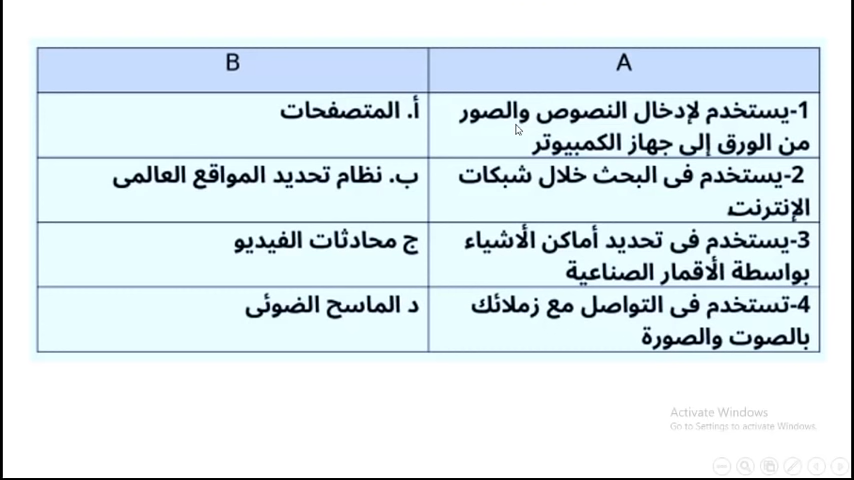 A
B
1-يستخدم لإدخال النصوص والصور
من الورق إلى جهاز الكمبيوتر
أ. المتصفحات
2-يستخدم فى البحث خلال شبكات
الإنترنت
ب. نظام تحديد المواقع العالمى
3-يستخدم فى تحديد أماكن الأشياء
بواسطة الأقمار الصناعية
ج محادثات الفيديو
4-تستخدم فى التواصل مع زملائك
بالصوت والصورة
د الماسح الضوئى
Activate Windows
Go to Settings to activate Windows.